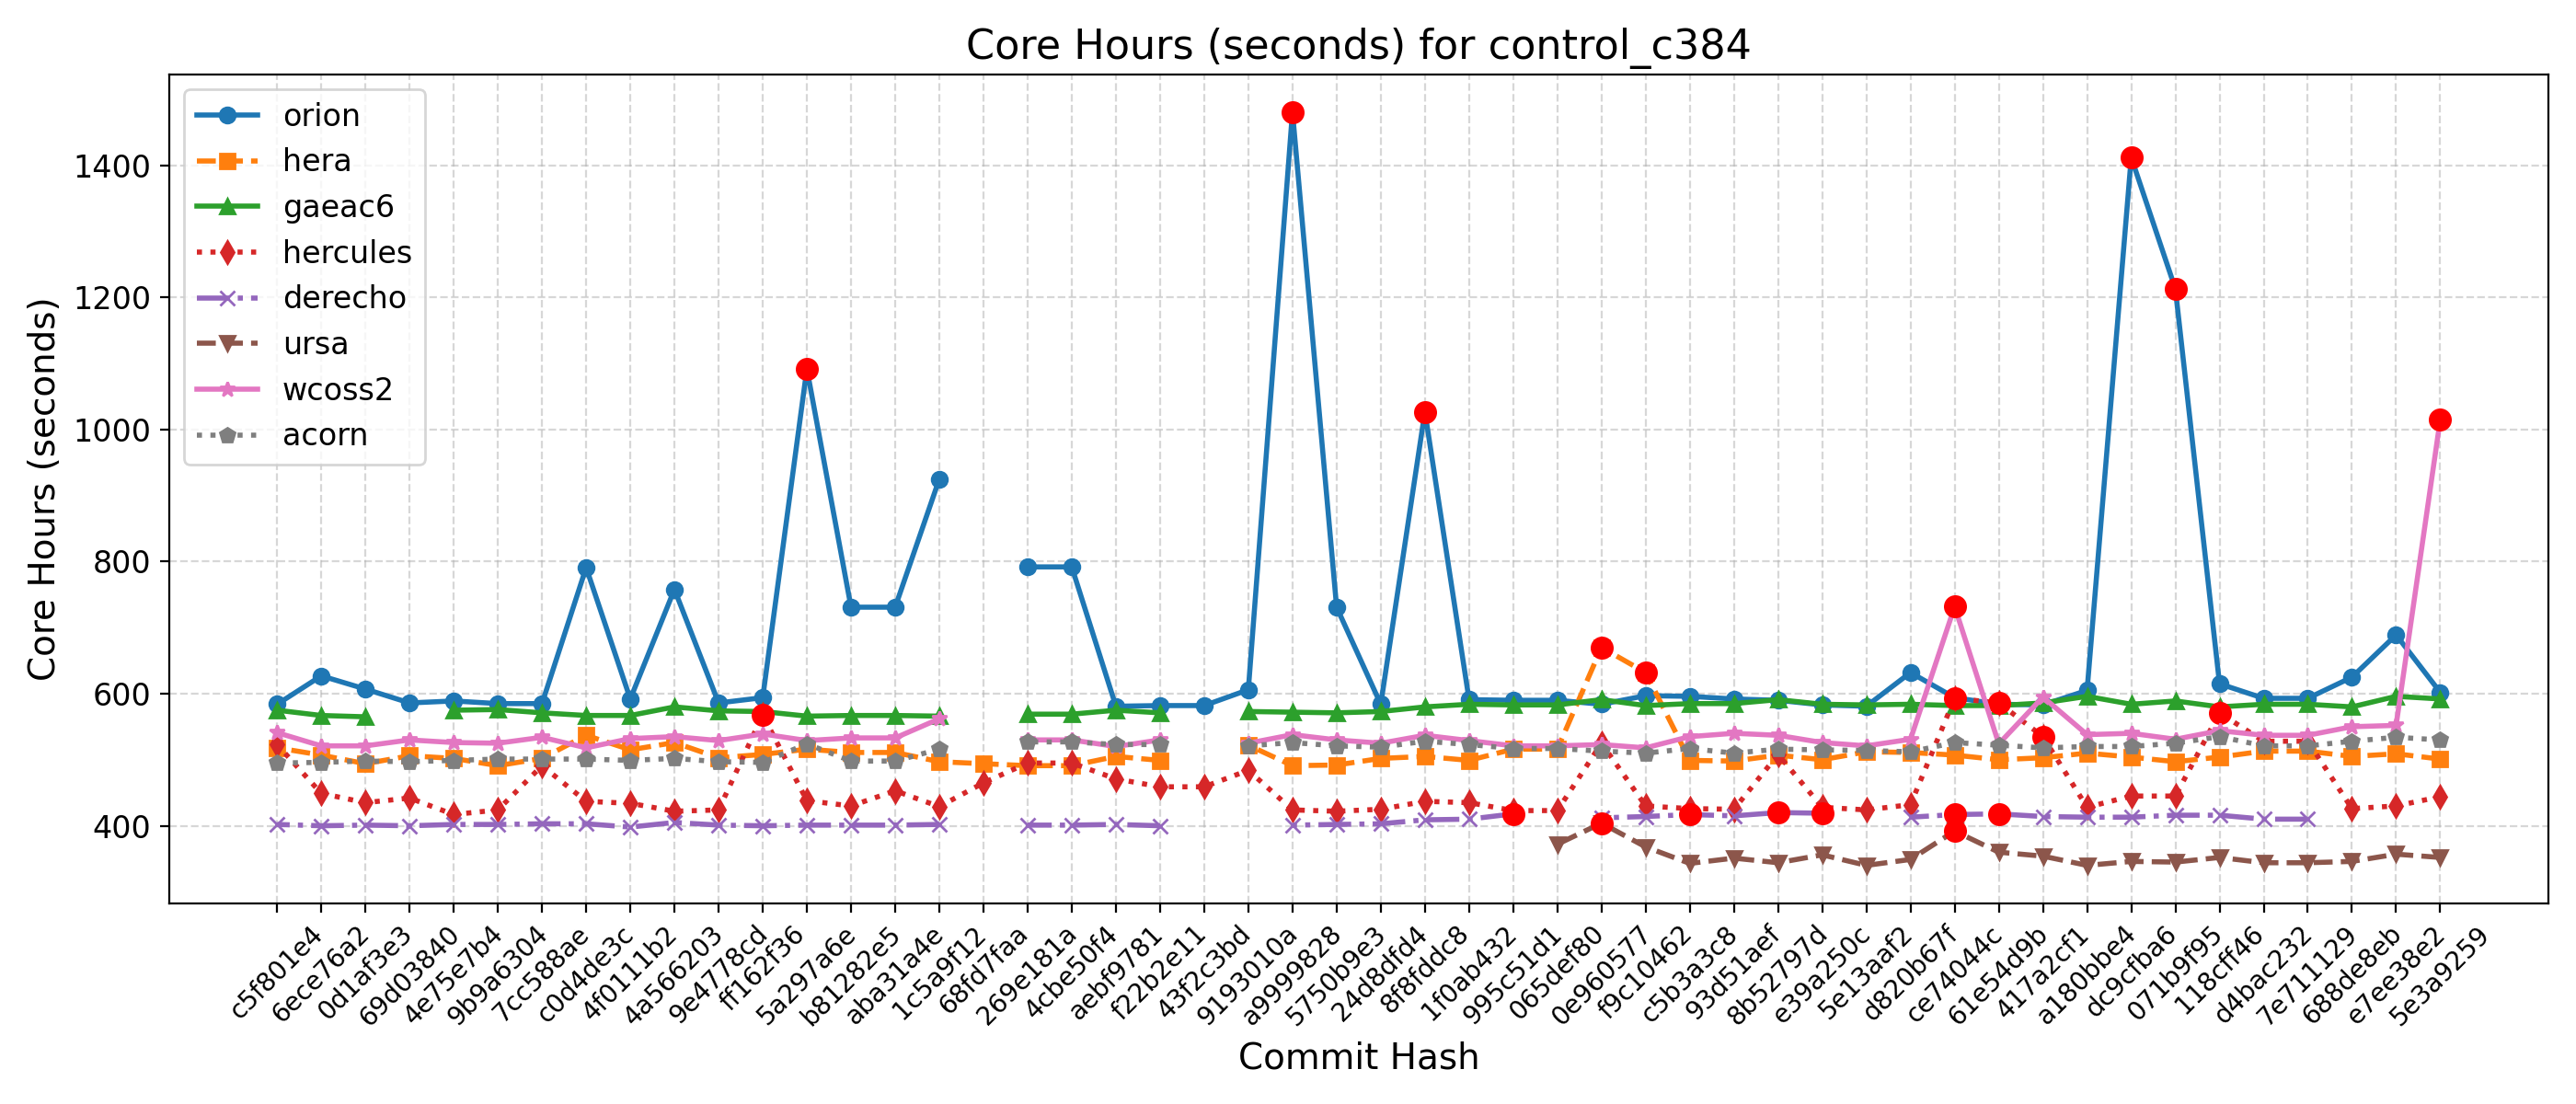 Core Hours (seconds) for control_c384
Core Hours (seconds)
1400
1200
1000
800
600
400
orion
hera
gaeac6
hercules
derecho
ursa
wcoss2
acorn
c5f801e4
6ece76a2
0d1af3e3
69d03840
4e75e7b4
9b9a6304
7cc588ae
c0d4de3c
4f0111b2
4a566203
9e4778cd
ff162f36
5a297a6e
b81282e5
aba31a4e
1c5a9f12
68fd7faa
269e181a
4cbe50f4
aebf9781
f22b2e11
43f2c3bd
9193010a
a9999828
5750b9e3
24d8dfd4
8f8fddc8
1f0ab432
995c51d1
065def80
0e960577
f9c10462
c5b3a3c8
93d51aef
8b52797d
e39a250c
5e13aaf2
d820b67f
ce74044c
61e54d9b
417a2cf1
a180bbe4
dc9cfba6
071b9f95
118cff46
d4bac232
7e711129
688de8eb
e7ee38e2
5e3a9259
Commit Hash